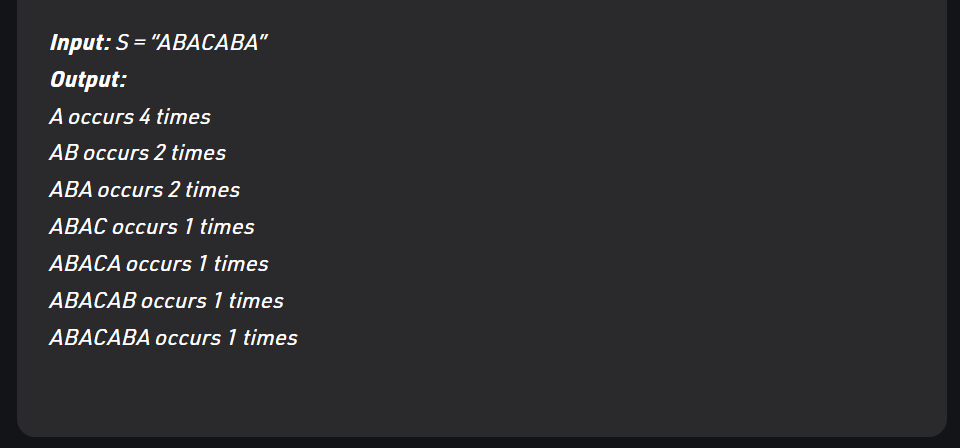 Input: S = “ABACABA”
Output:
A occurs 4 times
AB occurs 2 times
ABA occurs 2 times
ABAC occurs 1 times
ABACA occurs 1 times
ABACAB occurs 1 times
ABACABA occurs 1 times